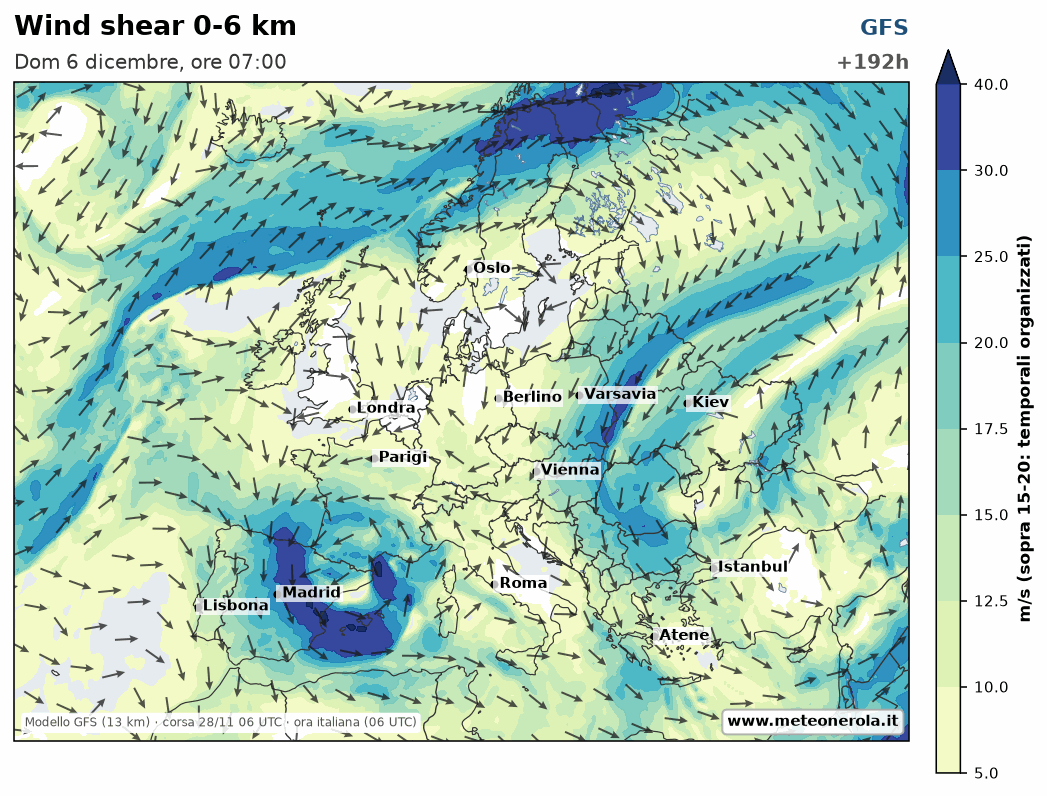 Wind shear 0-6 km
GFS
Dom 6 dicembre, ore 07:00
+192h
40.0
30.0
25.0
20.0
17.5
15.0
12.5
10.0
5.0
m/s (sopra 15-20: temporali organizzati)
Oslo
Berlino
Varsavia
Kiev
Londra
Parigi
Vienna
Istanbul
Roma
Madrid
Lisbona
Atene
Modello GFS (13 km) · corsa 28/11 06 UTC · ora italiana (06 UTC)
www.meteonerola.it